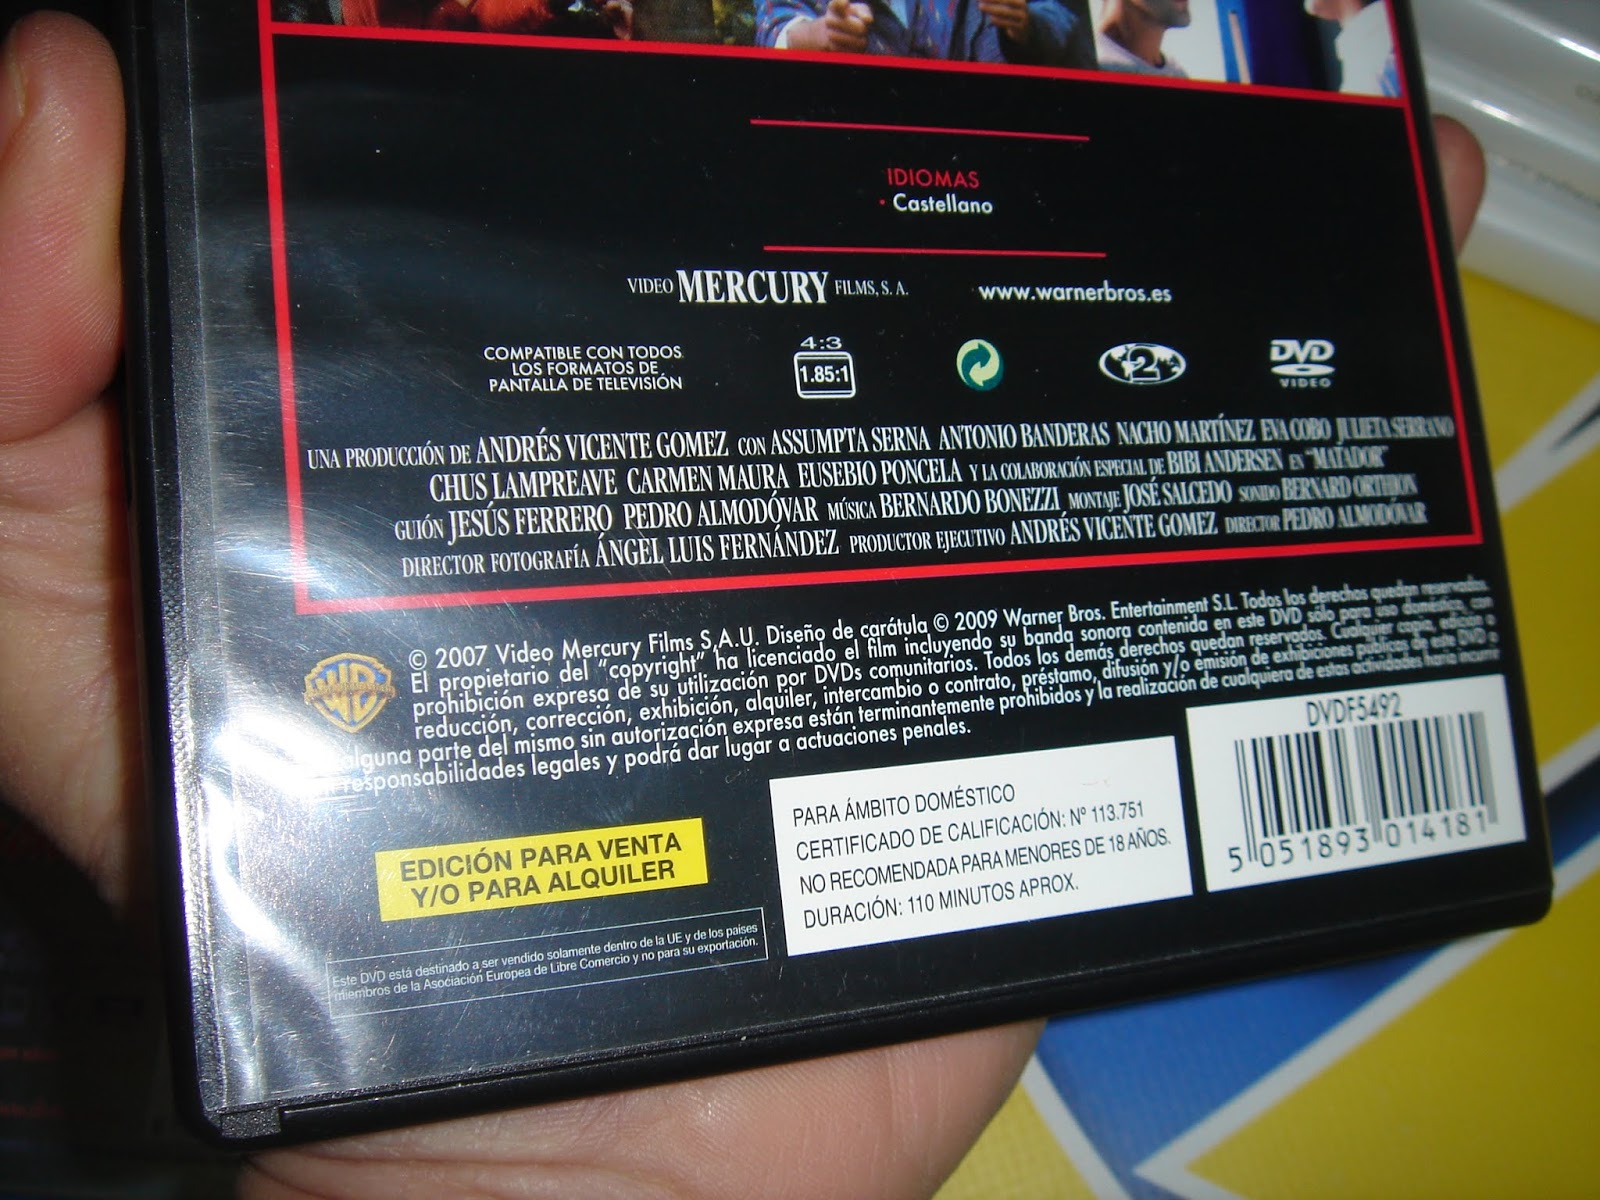 IDIOMAS
· Castellano
VIDEO MERCURY FILMS, S. A.
www.warnerbros.es
COMPATIBLE CON TODOS
LOS FORMATOS DE
PANTALLA DE TELEVISIÓN
4:3
1.85:1
2
DVD
VIDEO
UNA PRODUCCIÓN DE ANDRÉS VICENTE GOMEZ CON ASSUMPTA SERNA ANTONIO BANDERAS NACHO MARTÍNEZ EVA COBO JULIETA SERRANO
CHUS LAMPREAVE CARMEN MAURA EUSEBIO PONCELA Y LA COLABORACIÓN ESPECIAL DE BIBI ANDERSEN EN "MATADOR"
GUIÓN JESÚS FERRERO PEDRO ALMODÓVAR MÚSICA BERNARDO BONEZZI MONTAJE JOSÉ SALCEDO SONIDO BERNARD ORTHION
DIRECTOR FOTOGRAFÍA ÁNGEL LUIS FERNÁNDEZ PRODUCTOR EJECUTIVO ANDRÉS VICENTE GOMEZ DIRECTOR PEDRO ALMODÓVAR
© 2007 Video Mercury Films S.A.U. Diseño de carátula © 2009 Warner Bros. Entertainment S.L. Todos los derechos quedan reservados.
El propietario del "copyright" ha licenciado el film incluyendo su banda sonora contenida en este DVD sólo para uso doméstico, con
prohibición expresa de su utilización por DVDs comunitarios. Todos los demás derechos quedan reservados. Cualquier copia, edición o
reducción, corrección, exhibición, alquiler, intercambio o contrato, préstamo, difusión y/o emisión de exhibiciones públicas de este DVD o
alguna parte del mismo sin autorización expresa están terminantemente prohibidos y la realización de cualquiera de estas actividades haría incurrir
responsabilidades legales y podrá dar lugar a actuaciones penales.
WB
EDICIÓN PARA VENTA
Y/O PARA ALQUILER
PARA ÁMBITO DOMÉSTICO
CERTIFICADO DE CALIFICACIÓN: Nº 113.751
NO RECOMENDADA PARA MENORES DE 18 AÑOS.
DURACIÓN: 110 MINUTOS APROX.
DVDF5492
5 051893 014181
Este DVD está destinado a ser vendido solamente dentro de la UE y de los países
miembros de la Asociación Europea de Libre Comercio y no para su exportación.